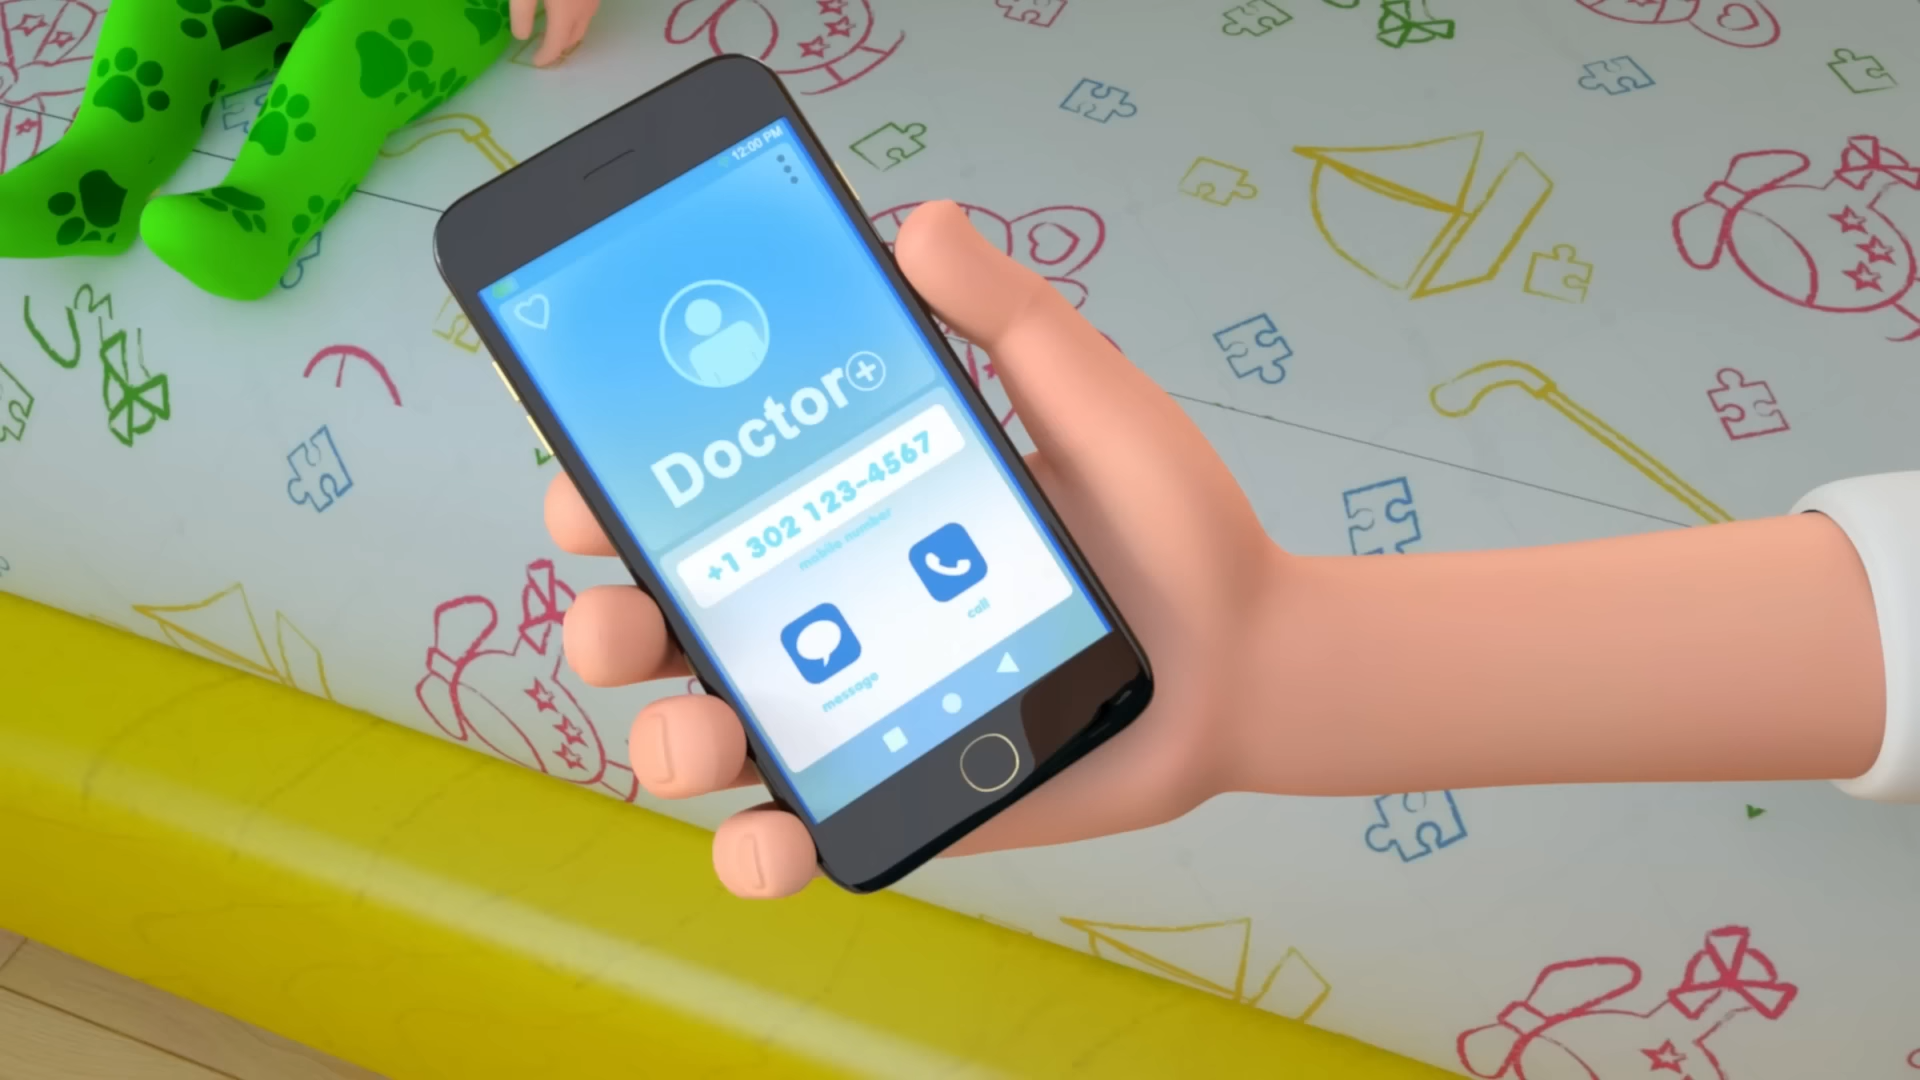 12:00 PM
Doctor
+1 302 123-4567
mobile number
call
message